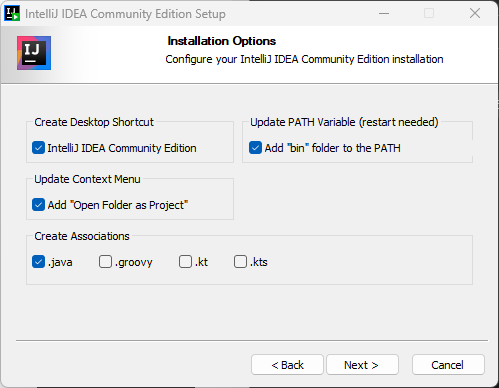 IntelliJ IDEA Community Edition Setup
IJ
Installation Options
Configure your IntelliJ IDEA Community Edition installation
Create Desktop Shortcut
IntelliJ IDEA Community Edition
Update PATH Variable (restart needed)
Add "bin" folder to the PATH
Update Context Menu
Add "Open Folder as Project"
Create Associations
.java .groovy .kt .kts
< Back Next > Cancel